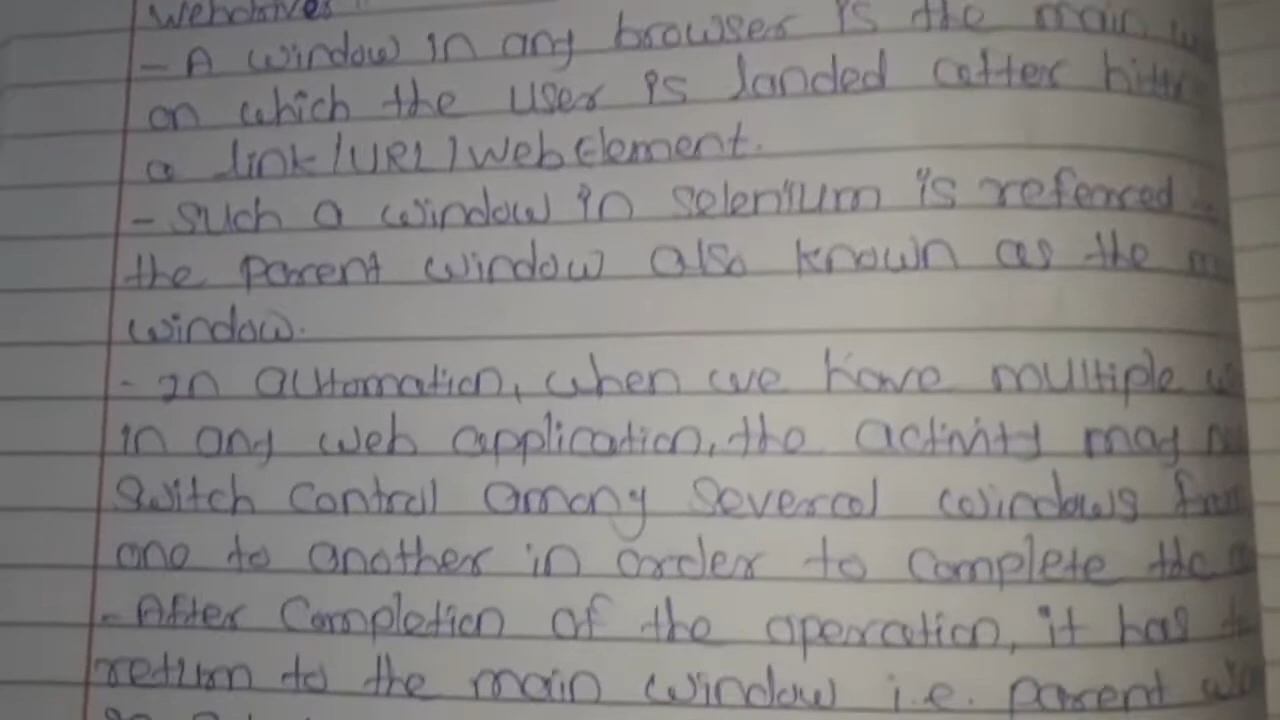 Webdriver
- A window in any browser is the main
on which the user is landed after
a link/URL/webElement.
- Such a window in selenium is refenced
the parent window also known as the
window.
- In automation, when we have multiple
in any web application, the activity may
switch control among several windows from
one to another in order to complete the
- After Completion of the operation, it has
return to the main window i.e. parent